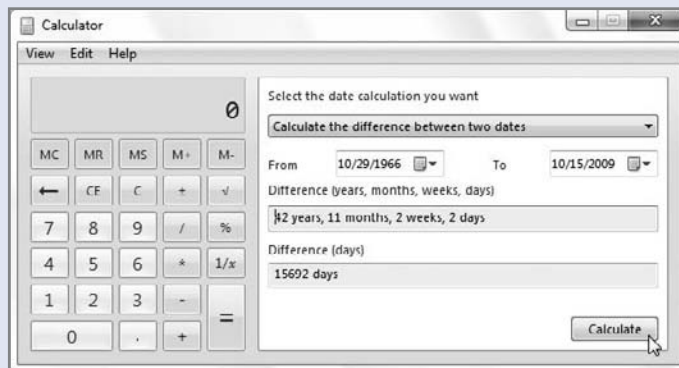 Calculator
View Edit Help
0
MC MR MS M+ M-
← CE C ± √
7 8 9 / %
4 5 6 * 1/x
1 2 3 - =
0 . +
Select the date calculation you want
Calculate the difference between two dates
From 10/29/1966 To 10/15/2009
Difference (years, months, weeks, days)
42 years, 11 months, 2 weeks, 2 days
Difference (days)
15692 days
Calculate